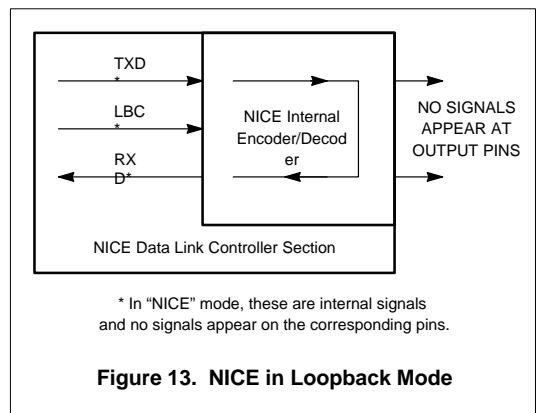 TXD
*
LBC
*
RX
D*
NICE Internal
Encoder/Decod
er
NO SIGNALS
APPEAR AT
OUTPUT PINS
NICE Data Link Controller Section
* In “NICE” mode, these are internal signals
and no signals appear on the corresponding pins.
Figure 13. NICE in Loopback Mode